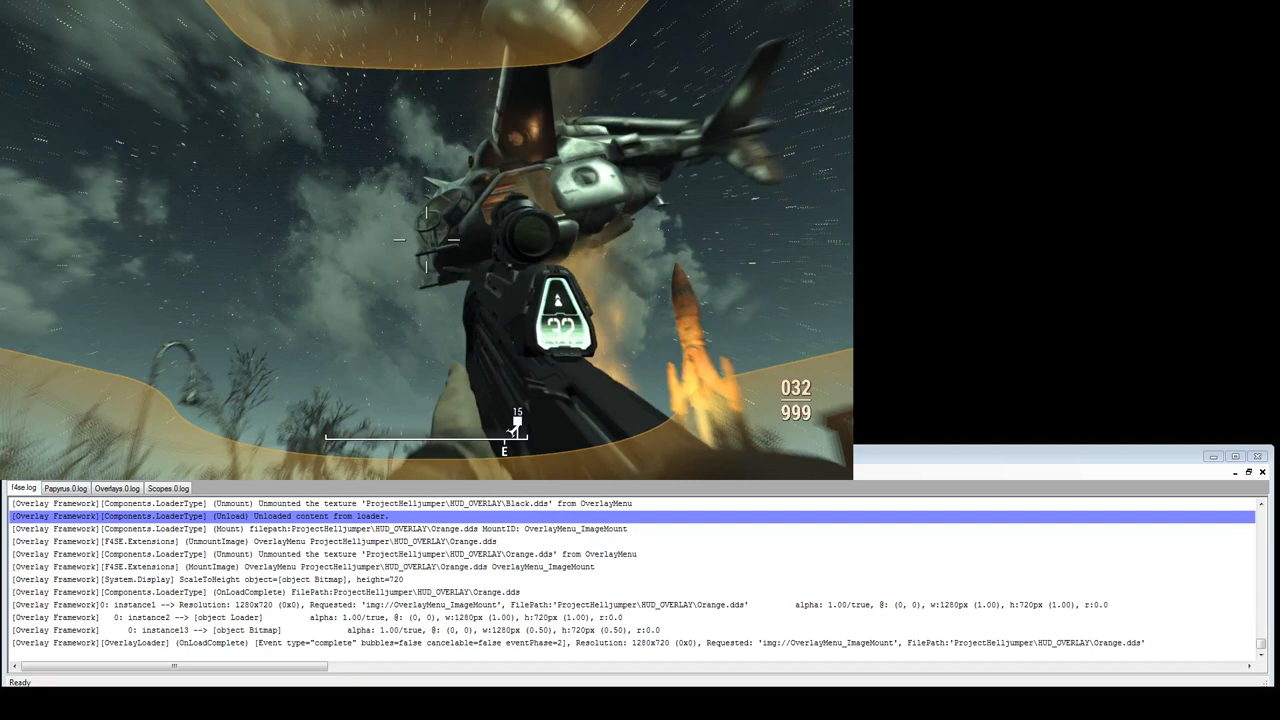 32
032
999
15
E
f4se.log Papyrus.0.log Overlays.0.log Scopes.0.log
[Overlay Framework][Components.LoaderType] (Unmount) Unmounted the texture 'ProjectHelljumper\HUD_OVERLAY\Black.dds' from OverlayMenu
[Overlay Framework][Components.LoaderType] (Unload) Unloaded content from loader.
[Overlay Framework][Components.LoaderType] (Mount) filepath:ProjectHelljumper\HUD_OVERLAY\Orange.dds MountID: OverlayMenu_ImageMount
[Overlay Framework][F4SE.Extensions] (UnmountImage) OverlayMenu ProjectHelljumper\HUD_OVERLAY\Orange.dds
[Overlay Framework][Components.LoaderType] (Unmount) Unmounted the texture 'ProjectHelljumper\HUD_OVERLAY\Orange.dds' from OverlayMenu
[Overlay Framework][F4SE.Extensions] (MountImage) OverlayMenu ProjectHelljumper\HUD_OVERLAY\Orange.dds OverlayMenu_ImageMount
[Overlay Framework][System.Display] ScaleToHeight object=[object Bitmap], height=720
[Overlay Framework][Components.LoaderType] (OnLoadComplete) FilePath:ProjectHelljumper\HUD_OVERLAY\Orange.dds
[Overlay Framework]0: instance1 --> Resolution: 1280x720 (0x0), Requested: 'img://OverlayMenu_ImageMount', FilePath:'ProjectHelljumper\HUD_OVERLAY\Orange.dds' alpha: 1.00/true, @: (0, 0), w:1280px (1.00), h:720px (1.00), r:0.0
[Overlay Framework] 0: instance2 --> [object Loader] alpha: 1.00/true, @: (0, 0), w:1280px (1.00), h:720px (1.00), r:0.0
[Overlay Framework] 0: instance13 --> [object Bitmap] alpha: 1.00/true, @: (0, 0), w:1280px (0.50), h:720px (0.50), r:0.0
[Overlay Framework][OverlayLoader] (OnLoadComplete) [Event type="complete" bubbles=false cancelable=false eventPhase=2], Resolution: 1280x720 (0x0), Requested: 'img://OverlayMenu_ImageMount', FilePath:'ProjectHelljumper\HUD_OVERLAY\Orange.dds'
Ready